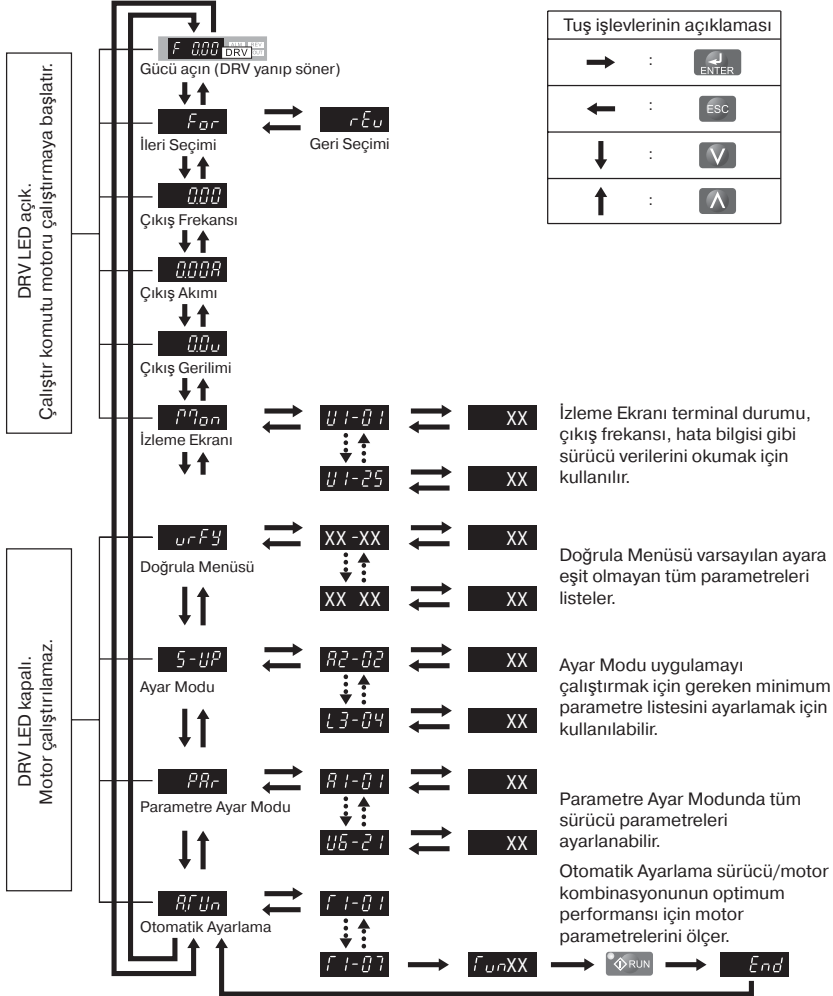 F 0.00
DRV
Gücü açın (DRV yanıp söner)
For
rEv
İleri Seçimi
Geri Seçimi
0.00
Çıkış Frekansı
0.00A
Çıkış Akımı
0.0v
Çıkış Gerilimi
Mon
U1-01
XX
İzleme Ekranı
U1-25
XX
İzleme Ekranı terminal durumu,
çıkış frekansı, hata bilgisi gibi
sürücü verilerini okumak için
kullanılır.
DRV LED açık.
Çalıştır komutu motoru çalıştırmaya başlatır.
Tuş işlevlerinin açıklaması
→ : ENTER
← : ESC
↓ : V
↑ : Λ
vrFY
XX -XX
XX
Doğrula Menüsü
XX XX
XX
Doğrula Menüsü varsayılan ayara
eşit olmayan tüm parametreleri
listeler.
S-UP
A2-02
XX
Ayar Modu
L3-04
XX
Ayar Modu uygulamayı
çalıştırmak için gereken minimum
parametre listesini ayarlamak için
kullanılabilir.
PAr
A1-01
XX
Parametre Ayar Modu
U6-21
XX
Parametre Ayar Modunda tüm
sürücü parametreleri
ayarlanabilir.
A.TUn
T1-01
Otomatik Ayarlama
T1-07
TunXX
RUN
End
Otomatik Ayarlama sürücü/motor
kombinasyonunun optimum
performansı için motor
parametrelerini ölçer.
DRV LED kapalı.
Motor çalıştırılamaz.